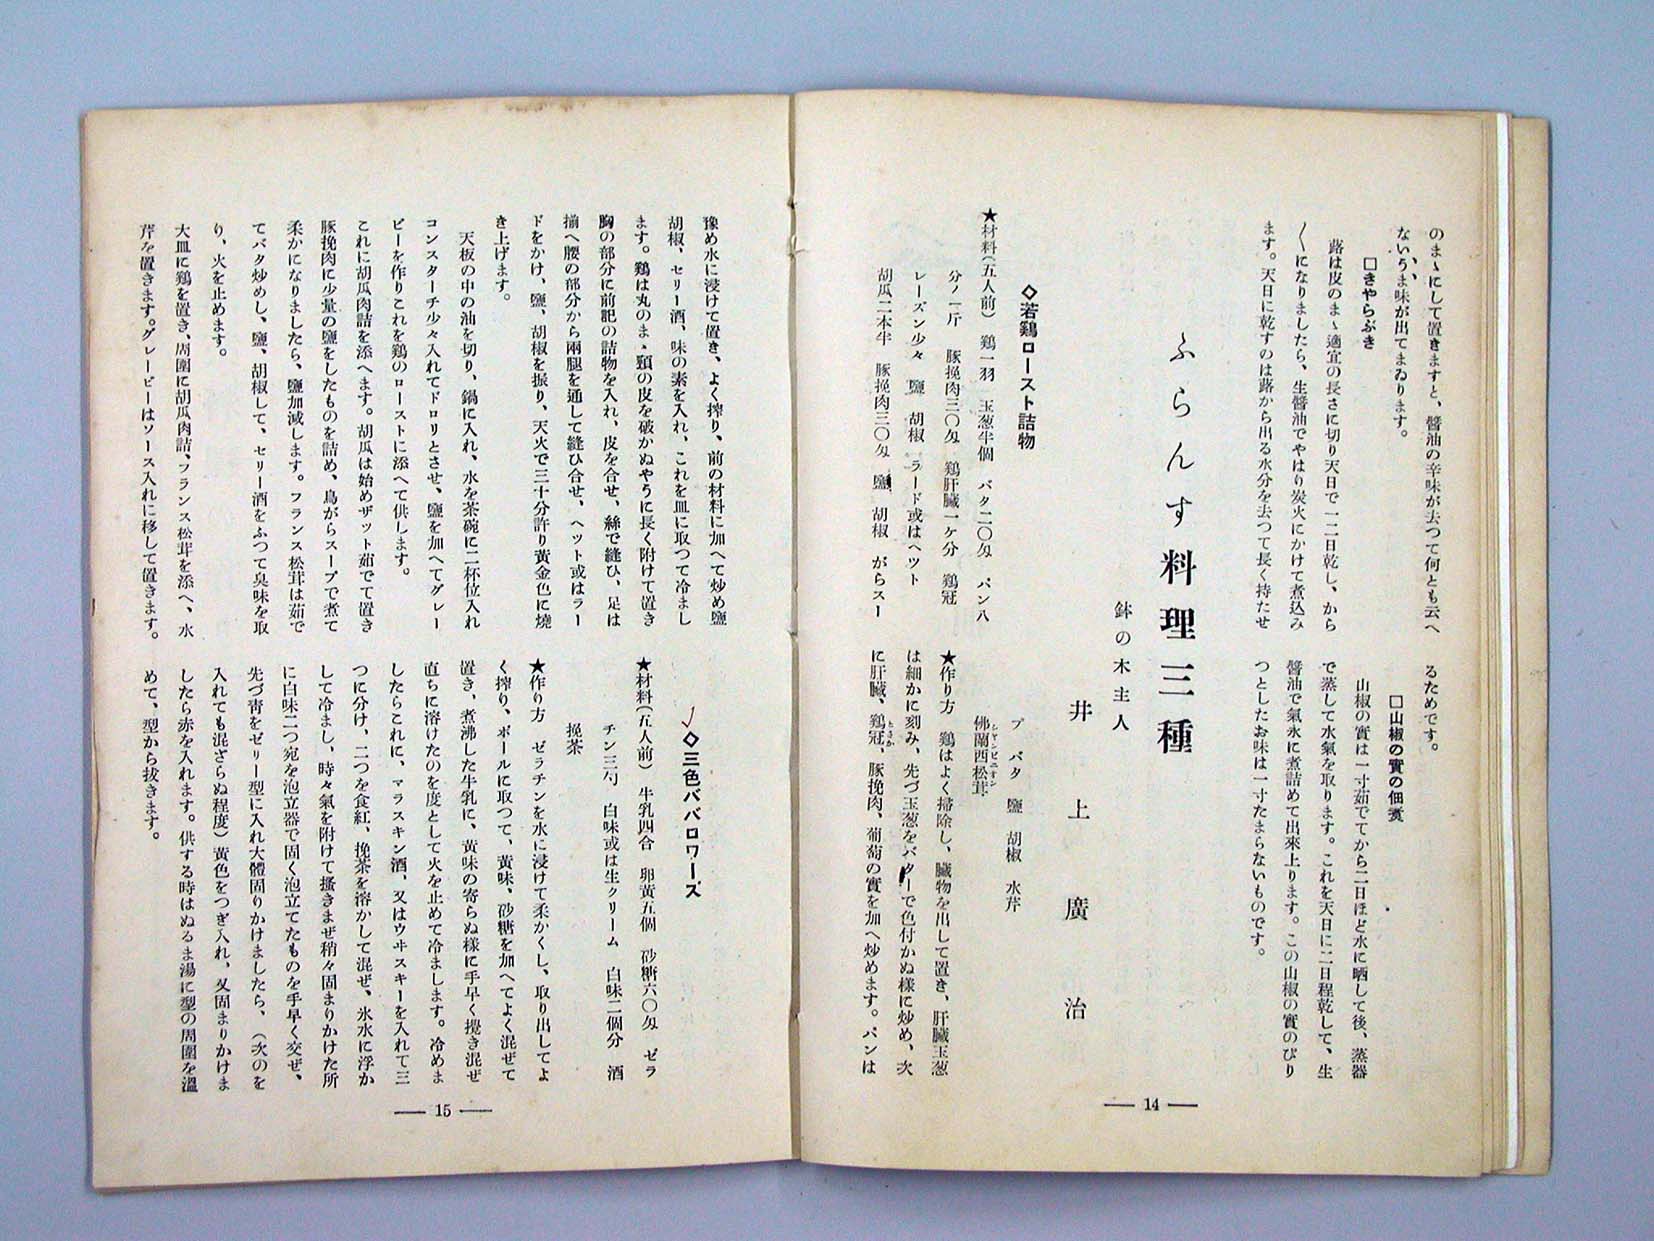 のまゝにして置きますと、醬油の辛味が去つて何とも云へ
ないうま味が出てまゐります。
□きやらぶき
蕗は皮のまゝ適宜の長さに切り天日で一二日乾し、から
〱になりましたら、生醬油でやはり炭火にかけて煮込み
ます。天日に乾すのは蕗から出る水分を去つて長く持たせ
るためです。
□山椒の實の佃煑
山椒の實は一寸茹でてから二日ほど水に晒して後、蒸器
で蒸して水氣を取ります。これを天日に二日程乾して、生
醬油で氣永に煮詰めて出來上ります。この山椒の實のぴり
つとしたお味は一寸たまらないものです。
ふらんす料理三種
鉢の木主人
井上廣治
◇若鷄ロースト詰物
★材料(五人前) 鷄一羽 玉葱半個 バタ二〇匁 パン八
分ノ一斤 豚挽肉三〇匁 鷄肝臓一ケ分 鷄冠
レーズン少々 鹽 胡椒 ラード或はヘツト
胡瓜二本半 豚挽肉三〇匁 鹽 胡椒 がらスー
プ バタ 鹽 胡椒 水芹
佛蘭西松茸
★作り方 鷄はよく掃除し、臓物を出して置き、肝臓玉葱
は細かに刻み、先づ玉葱をバターで色付かぬ樣に炒め、次
に肝臓、鷄冠、豚挽肉、葡萄の實を加へ炒めます。パンは
豫め水に浸けて置き、よく搾り、前の材料に加へて炒め鹽
胡椒、セリー酒、味の素を入れ、これを皿に取つて冷まし
ます。鷄は丸のまゝ頸の皮を破かぬやうに長く附けて置き
胸の部分に前記の詰物を入れ、皮を合せ、絲で縫ひ、足は
揃へ腰の部分から兩腿を通して縫ひ合せ、ヘット或はラー
ドをかけ、鹽、胡椒を振り、天火で三十分許り黄金色に燒
き上げます。
天板の中の油を切り、鍋に入れ、水を茶碗に二杯位入れ
コンスターチ少々入れてドロリとさせ、鹽を加へてグレー
ビーを作りこれを鷄のローストに添へて供します。
これに胡瓜肉詰を添へます。胡瓜は始めザット茹でて置き
豚挽肉に少量の鹽をしたものを詰め、鳥がらスープで煮て
柔かになりましたら、鹽加減します。フランス松茸は茹で
てバタ炒めし、鹽、胡椒して、セリー酒をふつて臭味を取
り、火を止めます。
大皿に鷄を置き、周圍に胡瓜肉詰、フランス松茸を添へ、水
芹を置きます。グレービーはソース入れに移して置きます。
◇三色ババロワーズ
★材料(五人前) 牛乳四合 卵黄五個 砂糖六〇匁 ゼラ
チン三勺 白味或は生クリーム 白味二個分 酒
挽茶
★作り方 ゼラチンを水に浸けて柔かくし、取り出してよ
く搾り、ボールに取つて、黄味、砂糖を加へてよく混ぜて
置き、煮沸した牛乳に、黄味の寄らぬ樣に手早く攪き混ぜ
直ちに溶けたのを度として火を止めて冷まします。冷めま
したらこれに、マラスキン酒、又はウヰスキーを入れて三
つに分け、二つを食紅、挽茶を溶かして混ぜ、氷水に浮か
して冷まし、時々氣を附けて搔きまぜ稍々固まりかけた所
に白味二つ宛を泡立器で固く泡立てたものを手早く交ぜ、
先づ青をゼリー型に入れ大體固りかけましたら、(次のを
入れても混ざらぬ程度)黄色をつぎ入れ、又固まりかけま
したら赤を入れます。供する時はぬるま湯に型の周圍を溫
めて、型から拔きます。
— 14 —
— 15 —